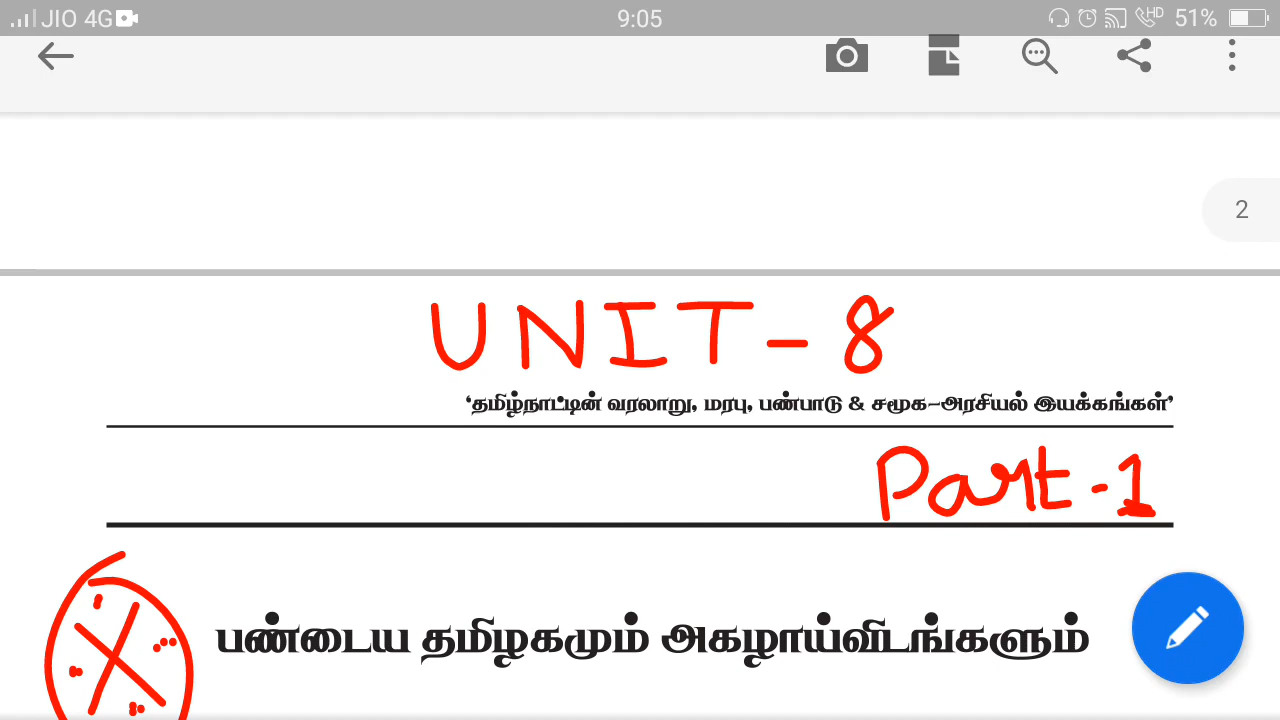 JIO 4G 9:05 HD 51%
2
UNIT - 8
‘தமிழ்நாட்டின் வரலாறு, மரபு, பண்பாடு & சமூக-அரசியல் இயக்கங்கள்’
Part - 1
பண்டைய தமிழகமும் அகழாய்விடங்களும்